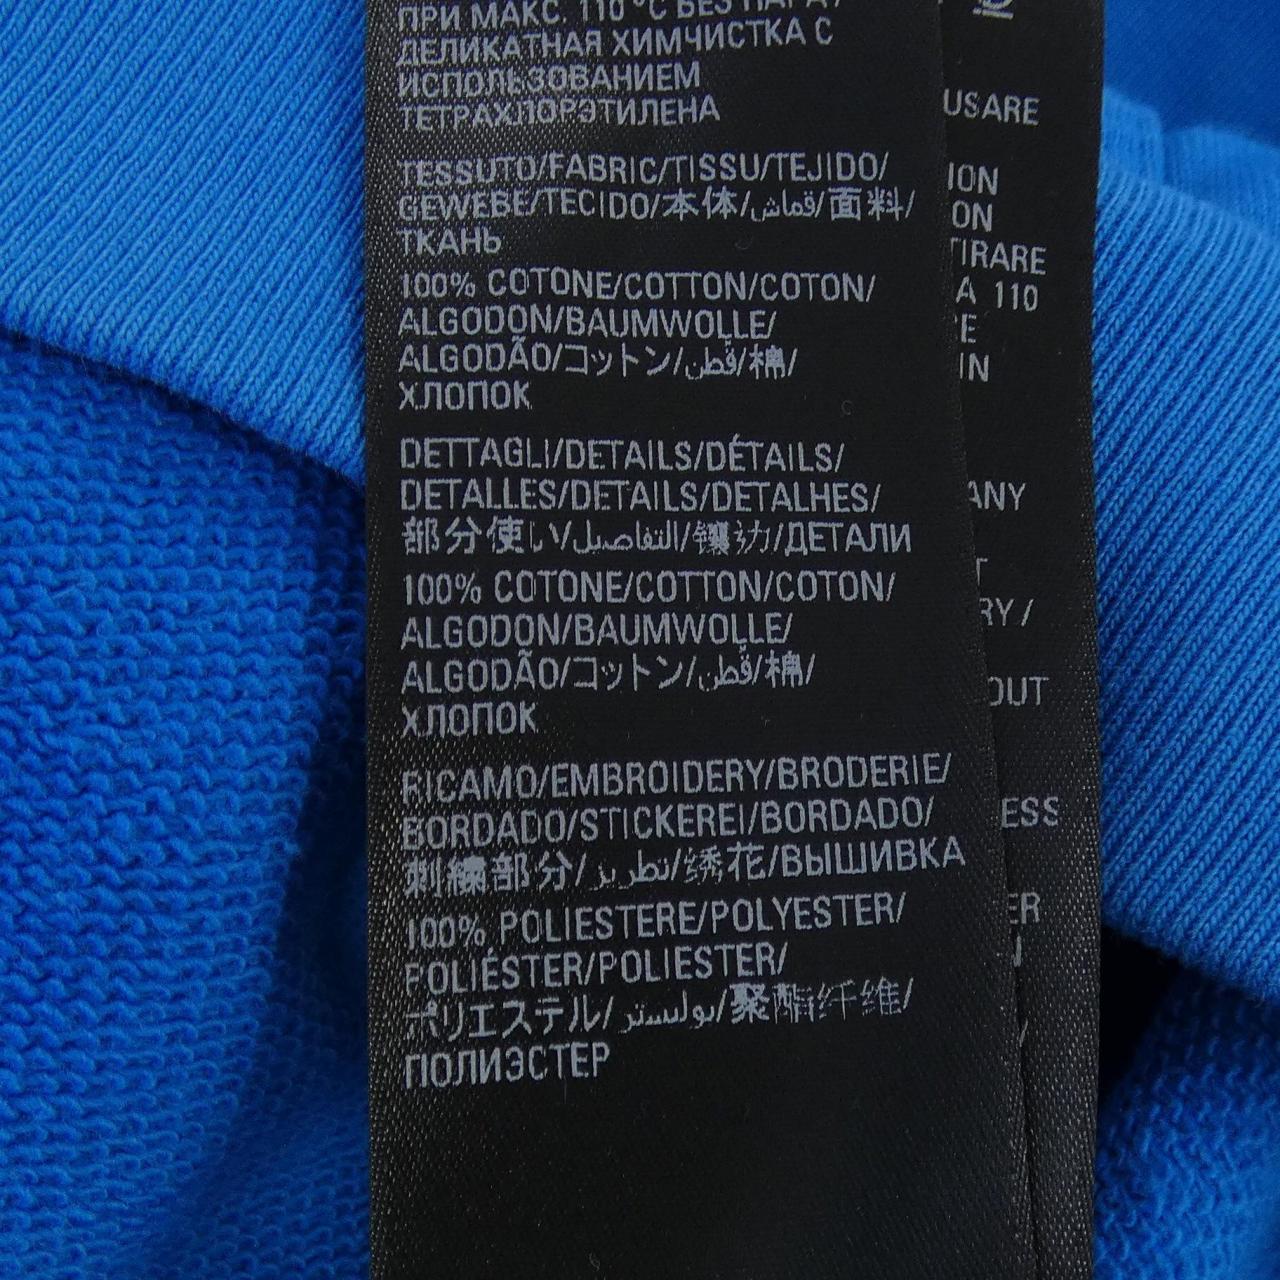 ПРИ МАКС. 110 °C БЕЗ ПАРА /
ДЕЛИКАТНАЯ ХИМЧИСТКА С
ИСПОЛЬЗОВАНИЕМ
ТЕТРАХЛОРЭТИЛЕНА
TESSUTO/FABRIC/TISSU/TEJIDO/
GEWEBE/TECIDO/本体/قماش/面料/
ТКАНЬ
100% COTONE/COTTON/COTON/
ALGODON/BAUMWOLLE/
ALGODÃO/コットン/قطن/棉/
ХЛОПОК
DETTAGLI/DETAILS/DÉTAILS/
DETALLES/DETAILS/DETALHES/
部分使い/التفاصيل/镶边/ДЕТАЛИ
100% COTONE/COTTON/COTON/
ALGODON/BAUMWOLLE/
ALGODÃO/コットン/قطن/棉/
ХЛОПОК
RICAMO/EMBROIDERY/BRODERIE/
BORDADO/STICKEREI/BORDADO/
刺繍部分/تطريز/绣花/ВЫШИВКА
100% POLIESTERE/POLYESTER/
POLIÉSTER/POLIESTER/
ポリエステル/بوليستر/聚酯纤维/
ПОЛИЭСТЕР
USARE
ION
ON
TIRARE
A 110
PE
IN
ANY
T
RY /
OUT
ESS
ER